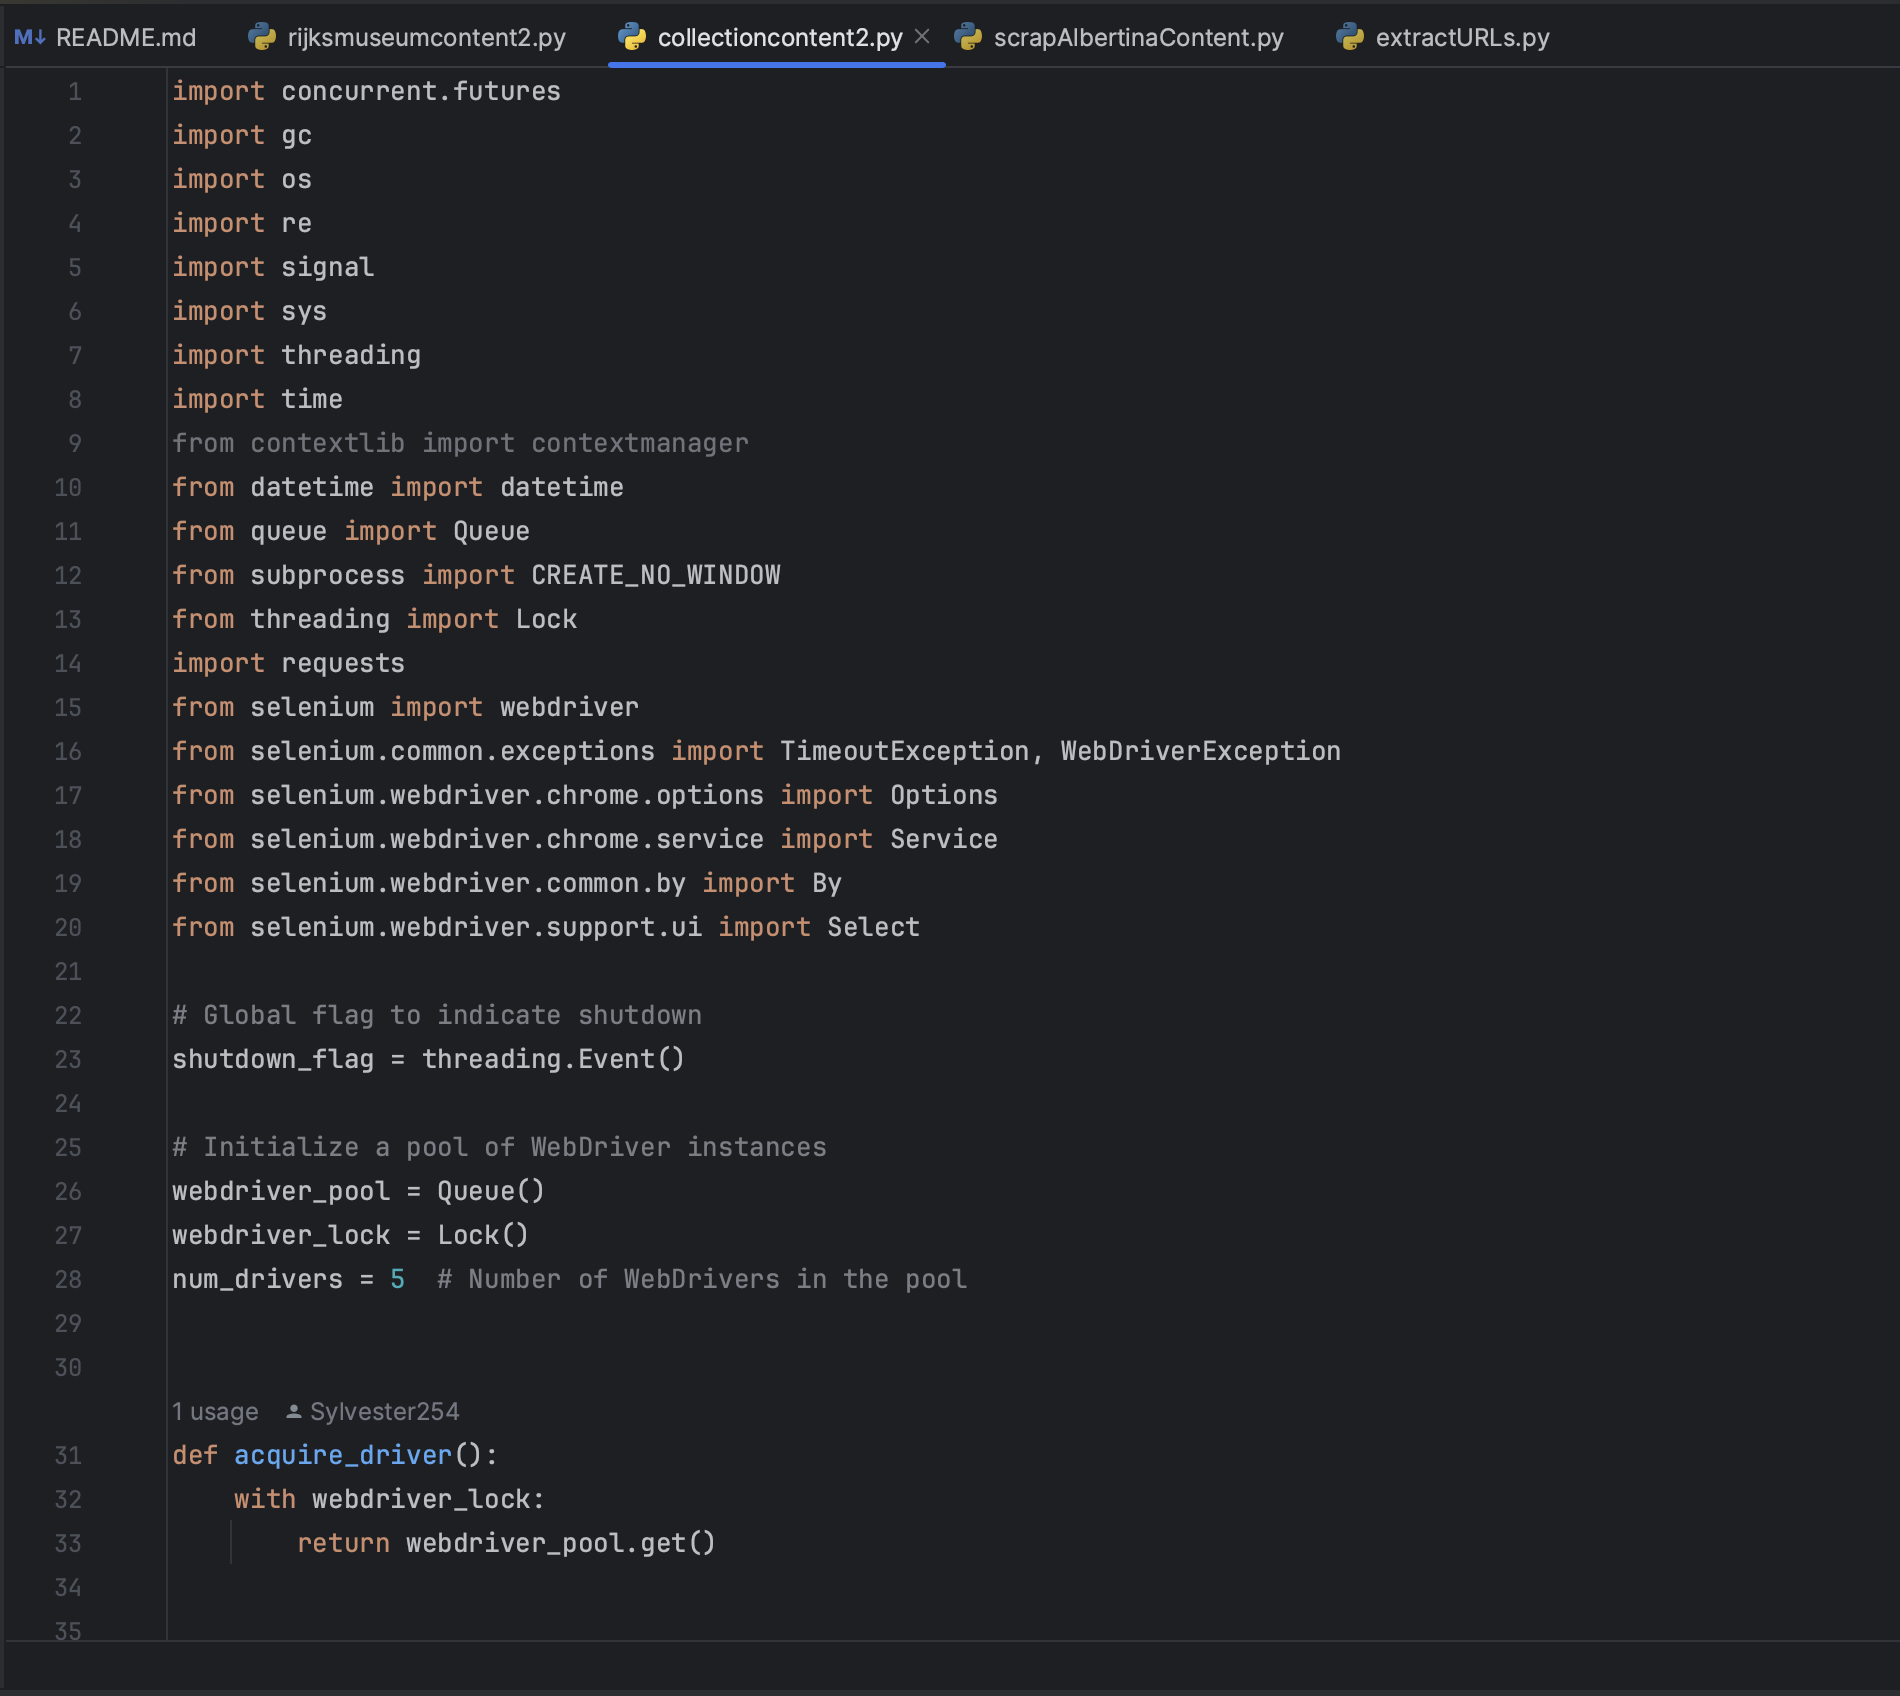 M↓ README.md rijksmuseumcontent2.py collectioncontent2.py × scrapAlbertinaContent.py extractURLs.py
1 import concurrent.futures
2 import gc
3 import os
4 import re
5 import signal
6 import sys
7 import threading
8 import time
9 from contextlib import contextmanager
10 from datetime import datetime
11 from queue import Queue
12 from subprocess import CREATE_NO_WINDOW
13 from threading import Lock
14 import requests
15 from selenium import webdriver
16 from selenium.common.exceptions import TimeoutException, WebDriverException
17 from selenium.webdriver.chrome.options import Options
18 from selenium.webdriver.chrome.service import Service
19 from selenium.webdriver.common.by import By
20 from selenium.webdriver.support.ui import Select
21
22 # Global flag to indicate shutdown
23 shutdown_flag = threading.Event()
24
25 # Initialize a pool of WebDriver instances
26 webdriver_pool = Queue()
27 webdriver_lock = Lock()
28 num_drivers = 5  # Number of WebDrivers in the pool
29
30
1 usage Sylvester254
31 def acquire_driver():
32     with webdriver_lock:
33         return webdriver_pool.get()
34
35